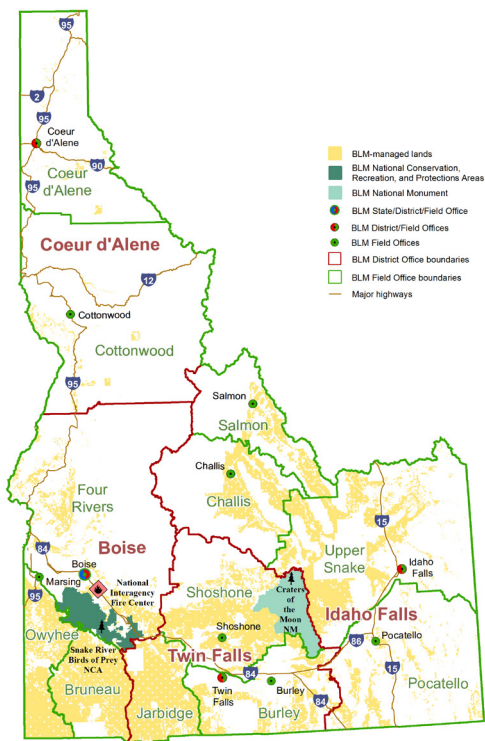 95
2
95
Coeur
d'Alene
90
Coeur
d'Alene
95
BLM-managed lands
BLM National Conservation,
Recreation, and Protections Areas
BLM National Monument
BLM State/District/Field Office
BLM District/Field Offices
BLM Field Offices
BLM District Office boundaries
BLM Field Office boundaries
Major highways
Coeur d'Alene
12
Cottonwood
Cottonwood
95
Salmon
Salmon
Challis
Challis
Four
Rivers
15
84
Boise
Upper
Snake
Boise
Marsing
National
Interagency
Fire Center
95
Idaho
Falls
Shoshone
Craters
of the
Moon
NM
Idaho Falls
Owyhee
Snake River
Birds of Prey
NCA
Shoshone
Twin Falls
86
Pocatello
84
15
Bruneau
Twin
Falls
Burley
Pocatello
Jarbidge
Burley
84